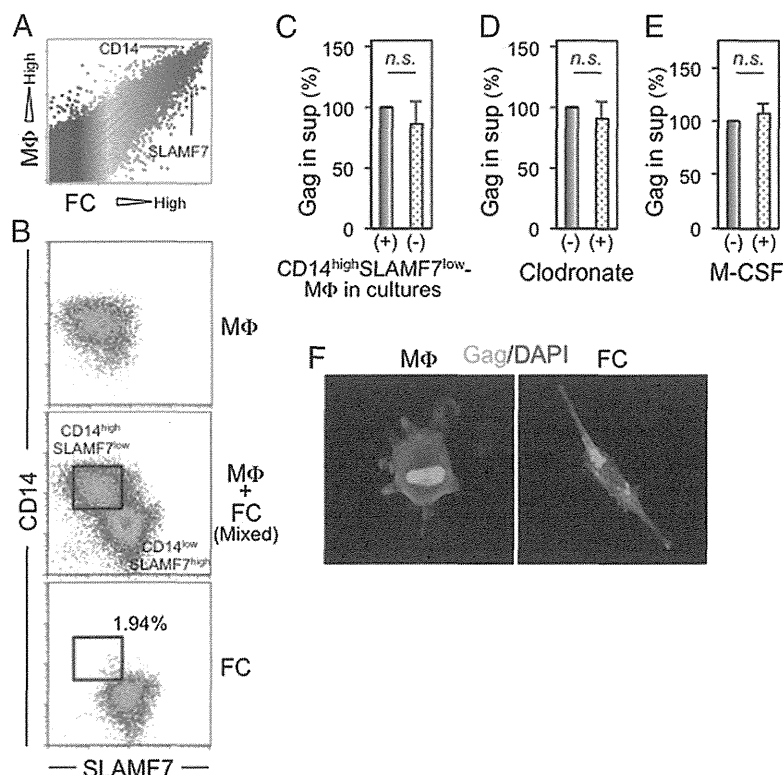 A
CD14
MΦ
High
SLAMF7
FC
High
B
MΦ
CD14high
SLAMF7low
MΦ
+
FC
(Mixed)
CD14low
SLAMF7high
1.94%
FC
CD14
SLAMF7
C
Gag in sup (%)
150
100
50
0
n.s.
(+) (-)
CD14highSLAMF7low-
MΦ in cultures
D
Gag in sup (%)
150
100
50
0
n.s.
(-) (+)
Clodronate
E
Gag in sup (%)
150
100
50
0
n.s.
(-) (+)
M-CSF
F
Gag/DAPI
MΦ
FC